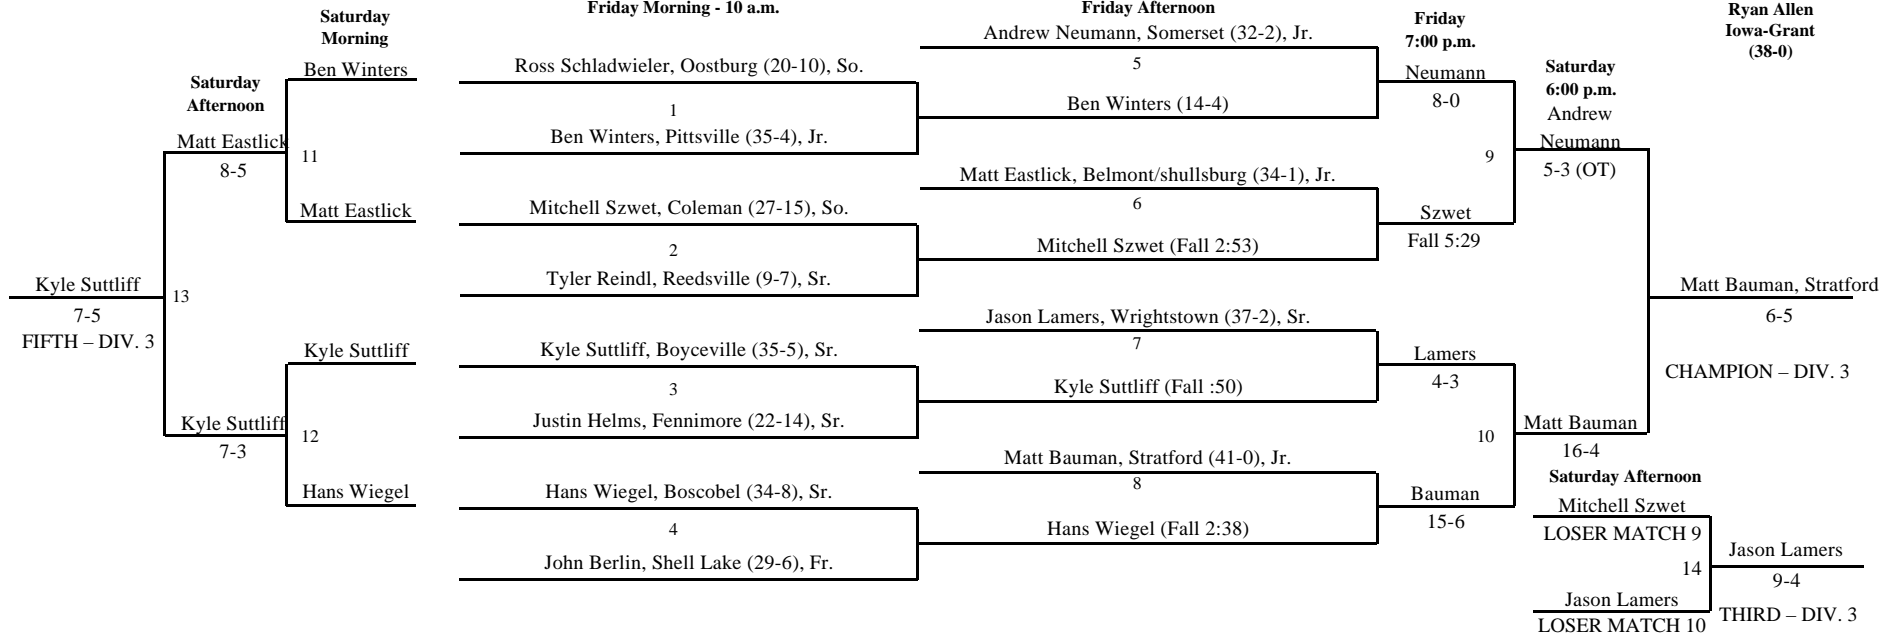 Friday Morning - 10 a.m.
Friday Afternoon
Ryan Allen
Iowa-Grant
(38-0)
Saturday
Morning
Friday
7:00 p.m.
Saturday
Afternoon
Saturday
6:00 p.m.
Ben Winters
Matt Eastlick
8-5
11
Matt Eastlick
Kyle Suttliff
7-5
FIFTH – DIV. 3
13
Kyle Suttliff
Kyle Suttliff
7-3
12
Hans Wiegel
Ross Schladwieler, Oostburg (20-10), So.
1
Ben Winters, Pittsville (35-4), Jr.
Mitchell Szwet, Coleman (27-15), So.
2
Tyler Reindl, Reedsville (9-7), Sr.
Kyle Suttliff, Boyceville (35-5), Sr.
3
Justin Helms, Fennimore (22-14), Sr.
Hans Wiegel, Boscobel (34-8), Sr.
4
John Berlin, Shell Lake (29-6), Fr.
Andrew Neumann, Somerset (32-2), Jr.
5
Ben Winters (14-4)
Matt Eastlick, Belmont/shullsburg (34-1), Jr.
6
Mitchell Szwet (Fall 2:53)
Jason Lamers, Wrightstown (37-2), Sr.
7
Kyle Suttliff (Fall :50)
Matt Bauman, Stratford (41-0), Jr.
8
Hans Wiegel (Fall 2:38)
Neumann
8-0
9
Szwet
Fall 5:29
Lamers
4-3
10
Bauman
15-6
Andrew
Neumann
5-3 (OT)
Matt Bauman
16-4
Matt Bauman, Stratford
6-5
CHAMPION – DIV. 3
Saturday Afternoon
Mitchell Szwet
LOSER MATCH 9
14
Jason Lamers
LOSER MATCH 10
Jason Lamers
9-4
THIRD – DIV. 3